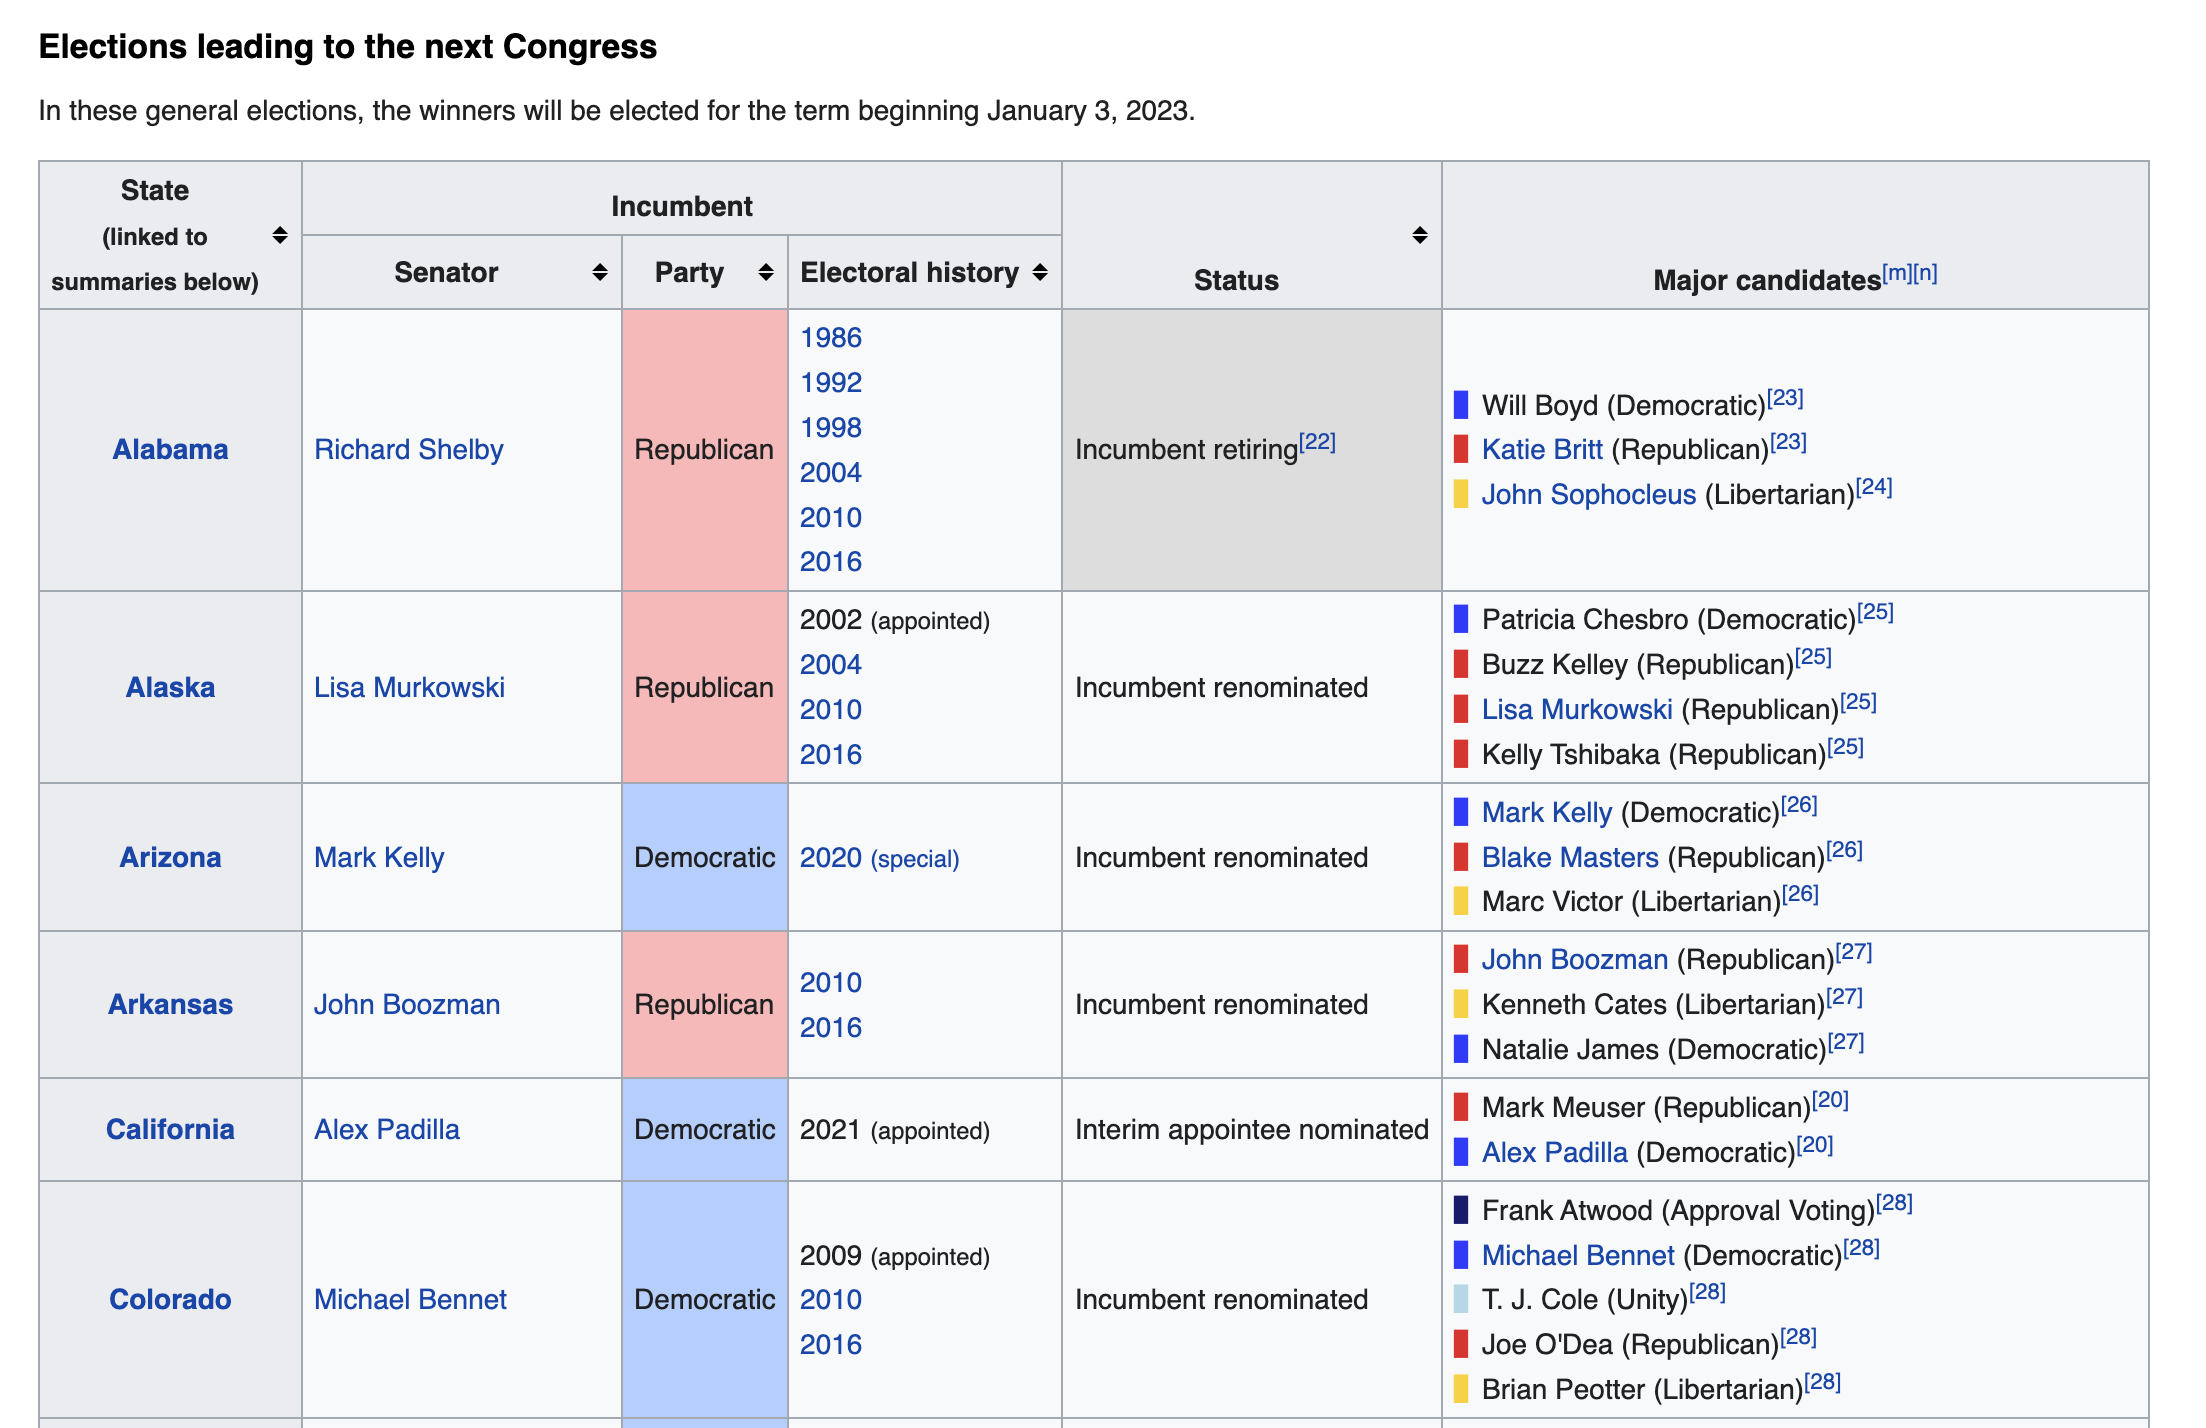 Elections leading to the next Congress
In these general elections, the winners will be elected for the term beginning January 3, 2023.
State
(linked to
summaries below)
Incumbent
Senator
Party
Electoral history
Status
Major candidates[m][n]
Alabama
Richard Shelby
Republican
1986
1992
1998
2004
2010
2016
Incumbent retiring[22]
Will Boyd (Democratic)[23]
Katie Britt (Republican)[23]
John Sophocleus (Libertarian)[24]
Alaska
Lisa Murkowski
Republican
2002 (appointed)
2004
2010
2016
Incumbent renominated
Patricia Chesbro (Democratic)[25]
Buzz Kelley (Republican)[25]
Lisa Murkowski (Republican)[25]
Kelly Tshibaka (Republican)[25]
Arizona
Mark Kelly
Democratic
2020 (special)
Incumbent renominated
Mark Kelly (Democratic)[26]
Blake Masters (Republican)[26]
Marc Victor (Libertarian)[26]
Arkansas
John Boozman
Republican
2010
2016
Incumbent renominated
John Boozman (Republican)[27]
Kenneth Cates (Libertarian)[27]
Natalie James (Democratic)[27]
California
Alex Padilla
Democratic
2021 (appointed)
Interim appointee nominated
Mark Meuser (Republican)[20]
Alex Padilla (Democratic)[20]
Colorado
Michael Bennet
Democratic
2009 (appointed)
2010
2016
Incumbent renominated
Frank Atwood (Approval Voting)[28]
Michael Bennet (Democratic)[28]
T. J. Cole (Unity)[28]
Joe O'Dea (Republican)[28]
Brian Peotter (Libertarian)[28]